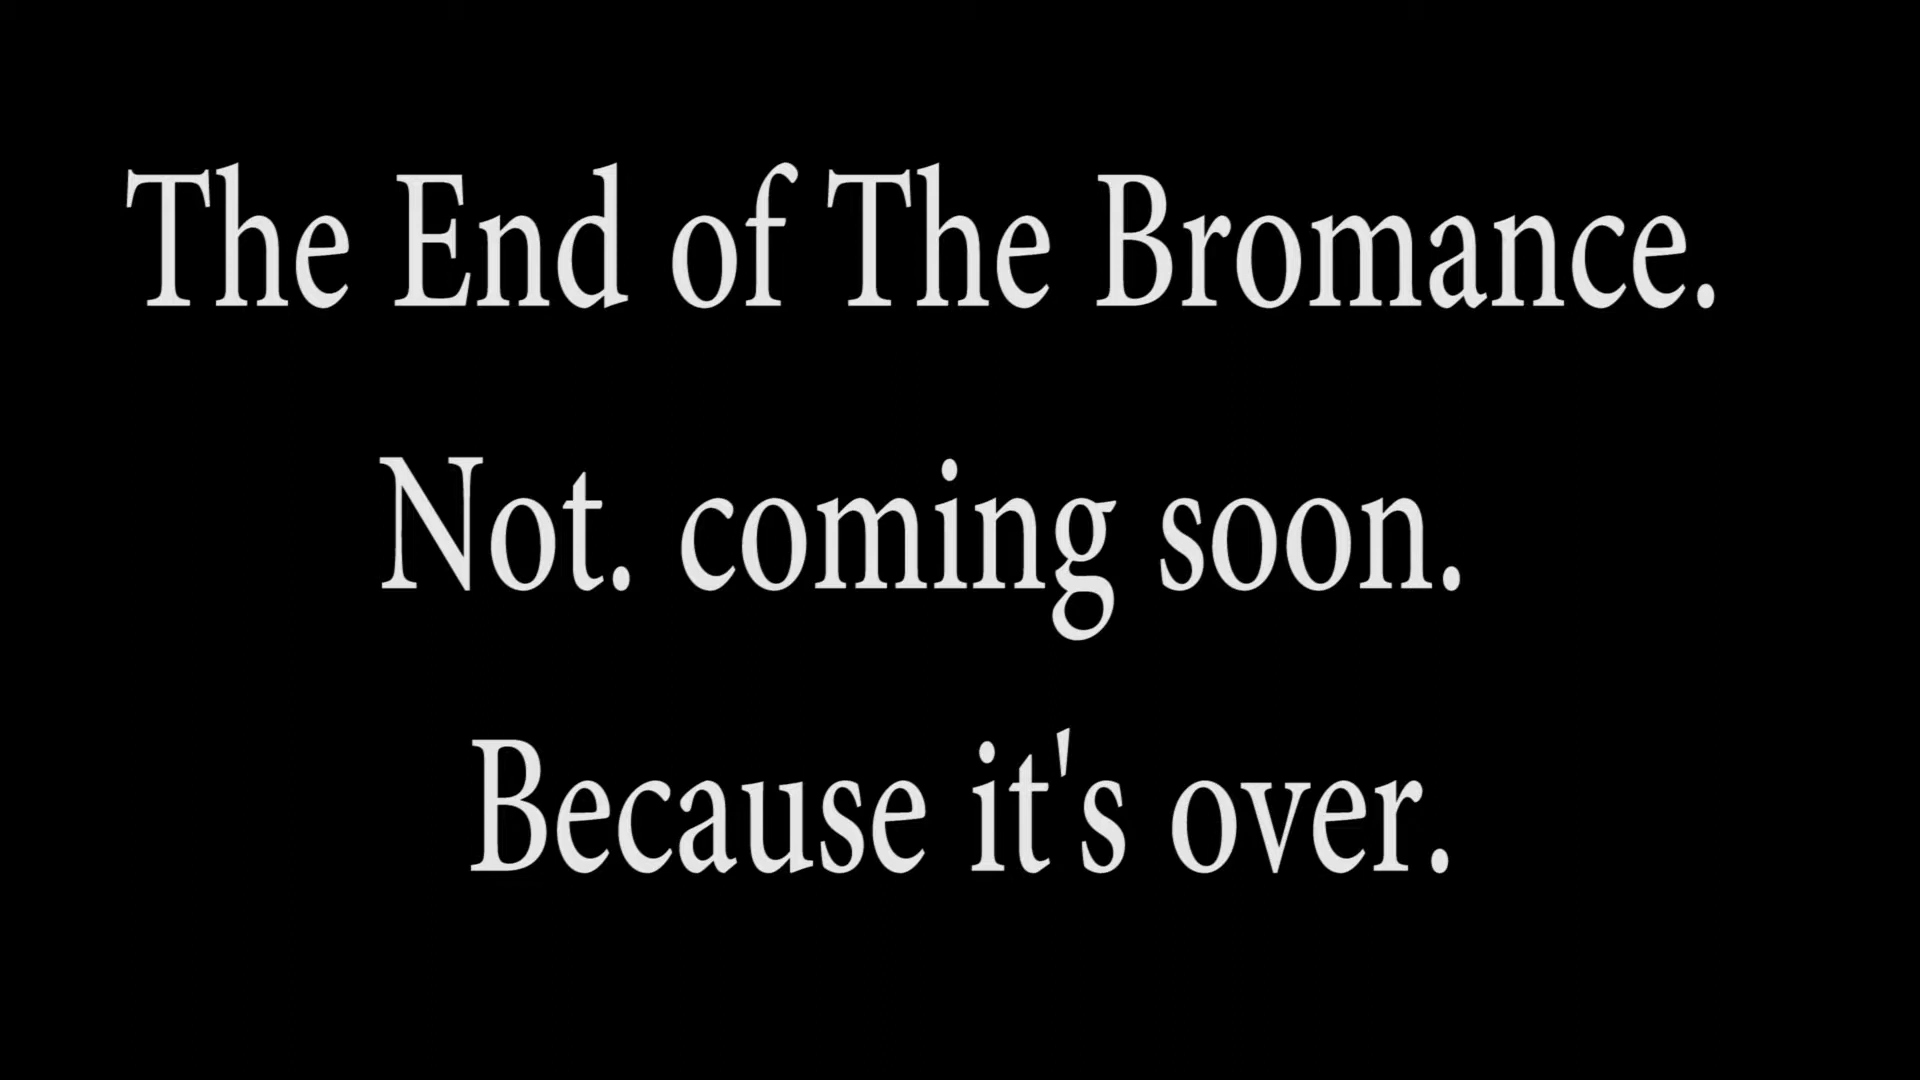 The End of The Bromance.
Not. coming soon.
Because it's over.